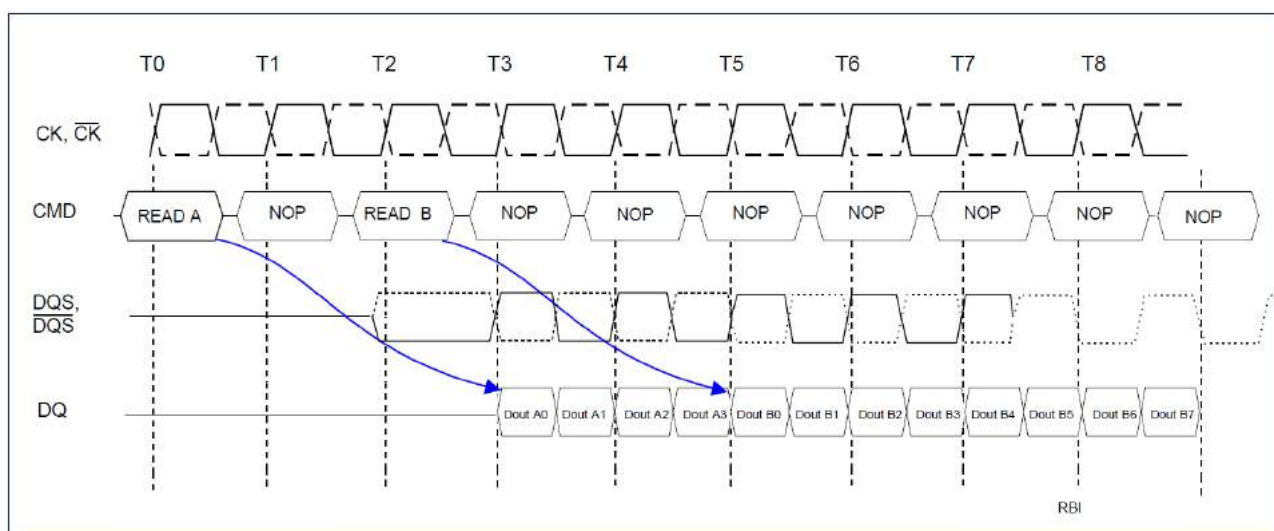 T0 T1 T2 T3 T4 T5 T6 T7 T8
CK, CK
CMD READ A NOP READ B NOP NOP NOP NOP NOP NOP NOP
DQS,
DQS
DQ Dout A0 Dout A1 Dout A2 Dout A3 Dout B0 Dout B1 Dout B2 Dout B3 Dout B4 Dout B5 Dout B6 Dout B7
RBI